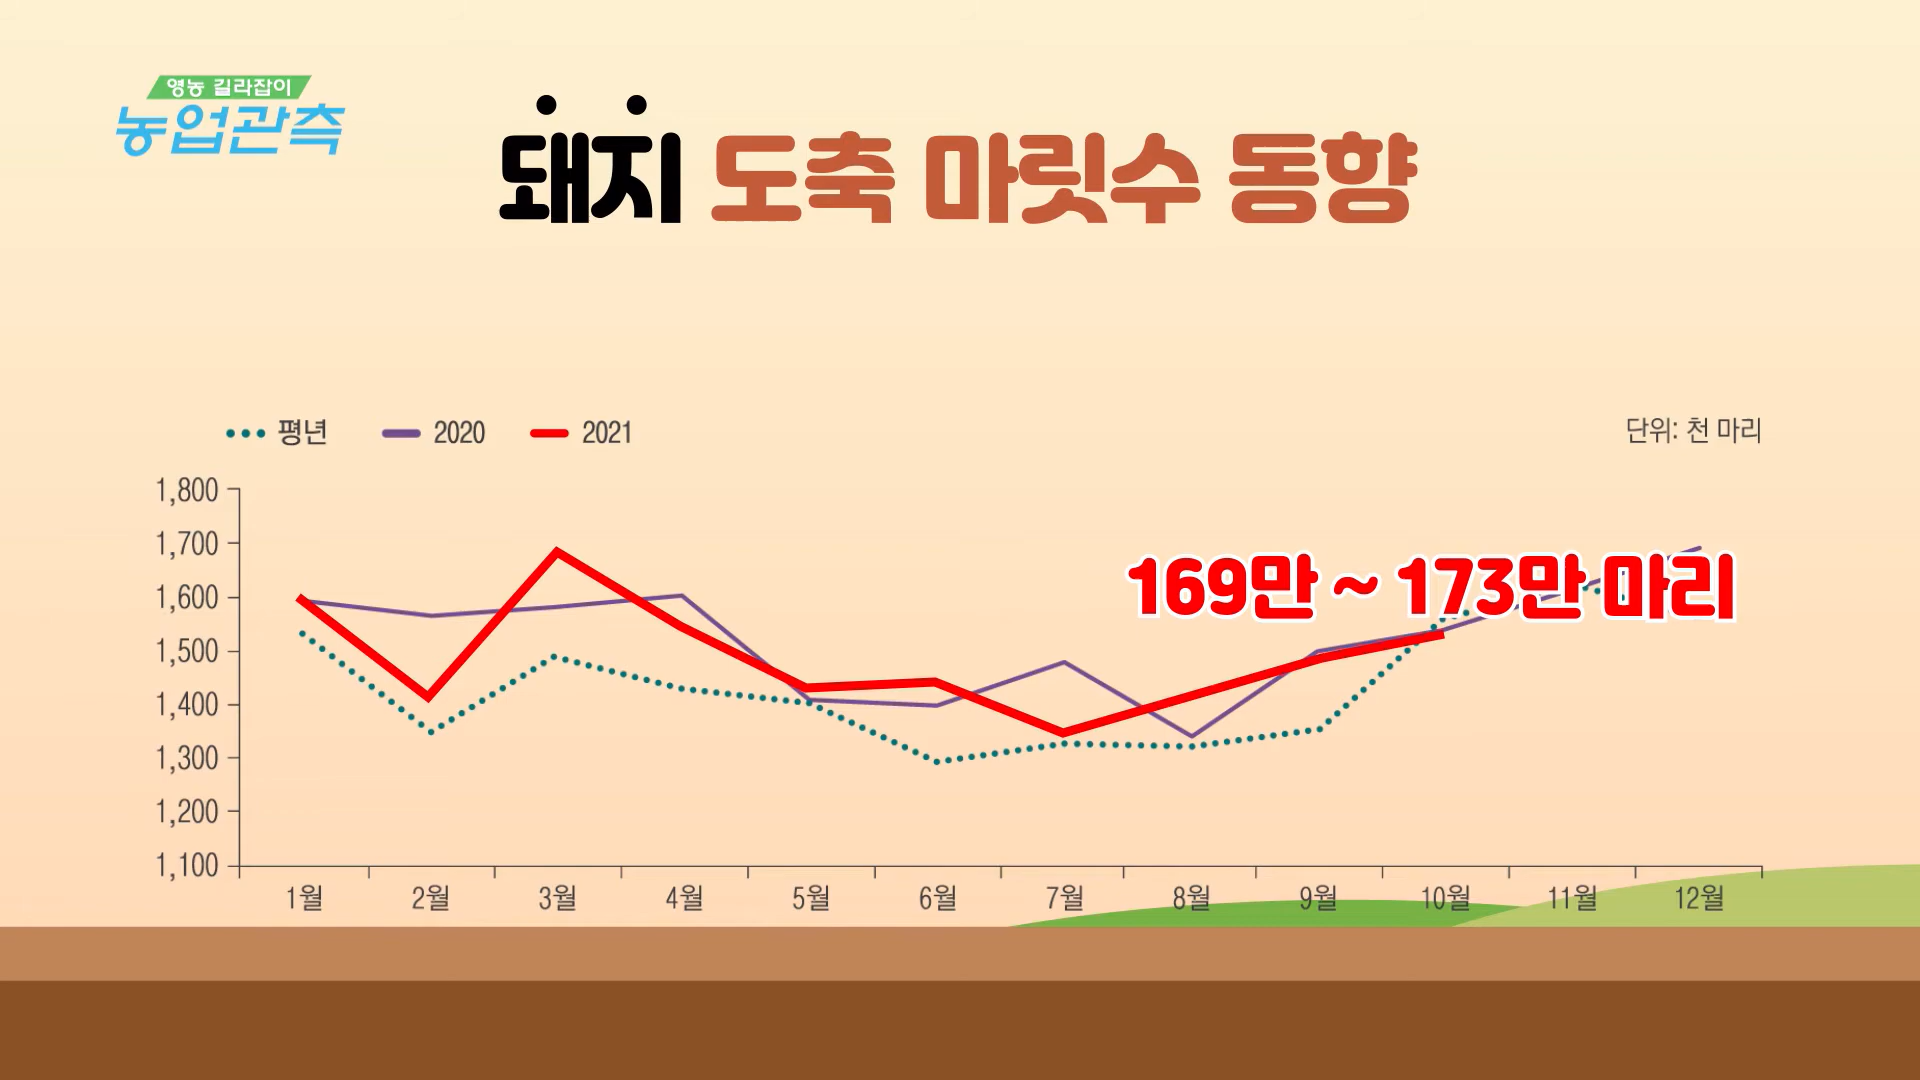 영농 길라잡이
농업관측
돼지 도축 마릿수 동향
평년 2020 2021
단위: 천 마리
1,800
1,700
1,600
1,500
1,400
1,300
1,200
1,100
169만 ~ 173만 마리
1월 2월 3월 4월 5월 6월 7월 8월 9월 10월 11월 12월